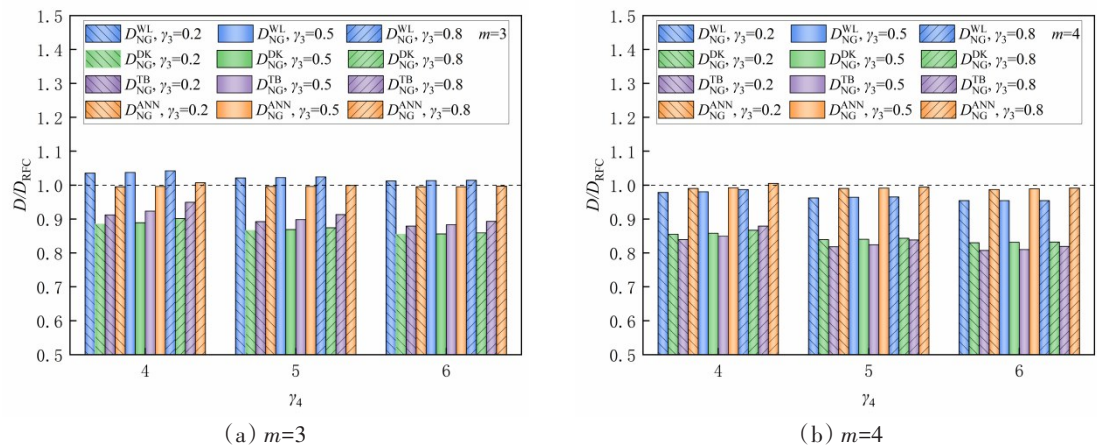 1.5
1.4
1.3
1.2
1.1
1.0
0.9
0.8
0.7
0.6
0.5
D/D_RFC
D_NG^WL, γ₃=0.2 D_NG^WL, γ₃=0.5 D_NG^WL, γ₃=0.8 m=3
D_NG^DK, γ₃=0.2 D_NG^DK, γ₃=0.5 D_NG^DK, γ₃=0.8
D_NG^TB, γ₃=0.2 D_NG^TB, γ₃=0.5 D_NG^TB, γ₃=0.8
D_NG^ANN, γ₃=0.2 D_NG^ANN, γ₃=0.5 D_NG^ANN, γ₃=0.8
4 5 6
γ₄
(a) m=3
1.5
1.4
1.3
1.2
1.1
1.0
0.9
0.8
0.7
0.6
0.5
D/D_RFC
D_NG^WL, γ₃=0.2 D_NG^WL, γ₃=0.5 D_NG^WL, γ₃=0.8 m=4
D_NG^DK, γ₃=0.2 D_NG^DK, γ₃=0.5 D_NG^DK, γ₃=0.8
D_NG^TB, γ₃=0.2 D_NG^TB, γ₃=0.5 D_NG^TB, γ₃=0.8
D_NG^ANN, γ₃=0.2 D_NG^ANN, γ₃=0.5 D_NG^ANN, γ₃=0.8
4 5 6
γ₄
(b) m=4